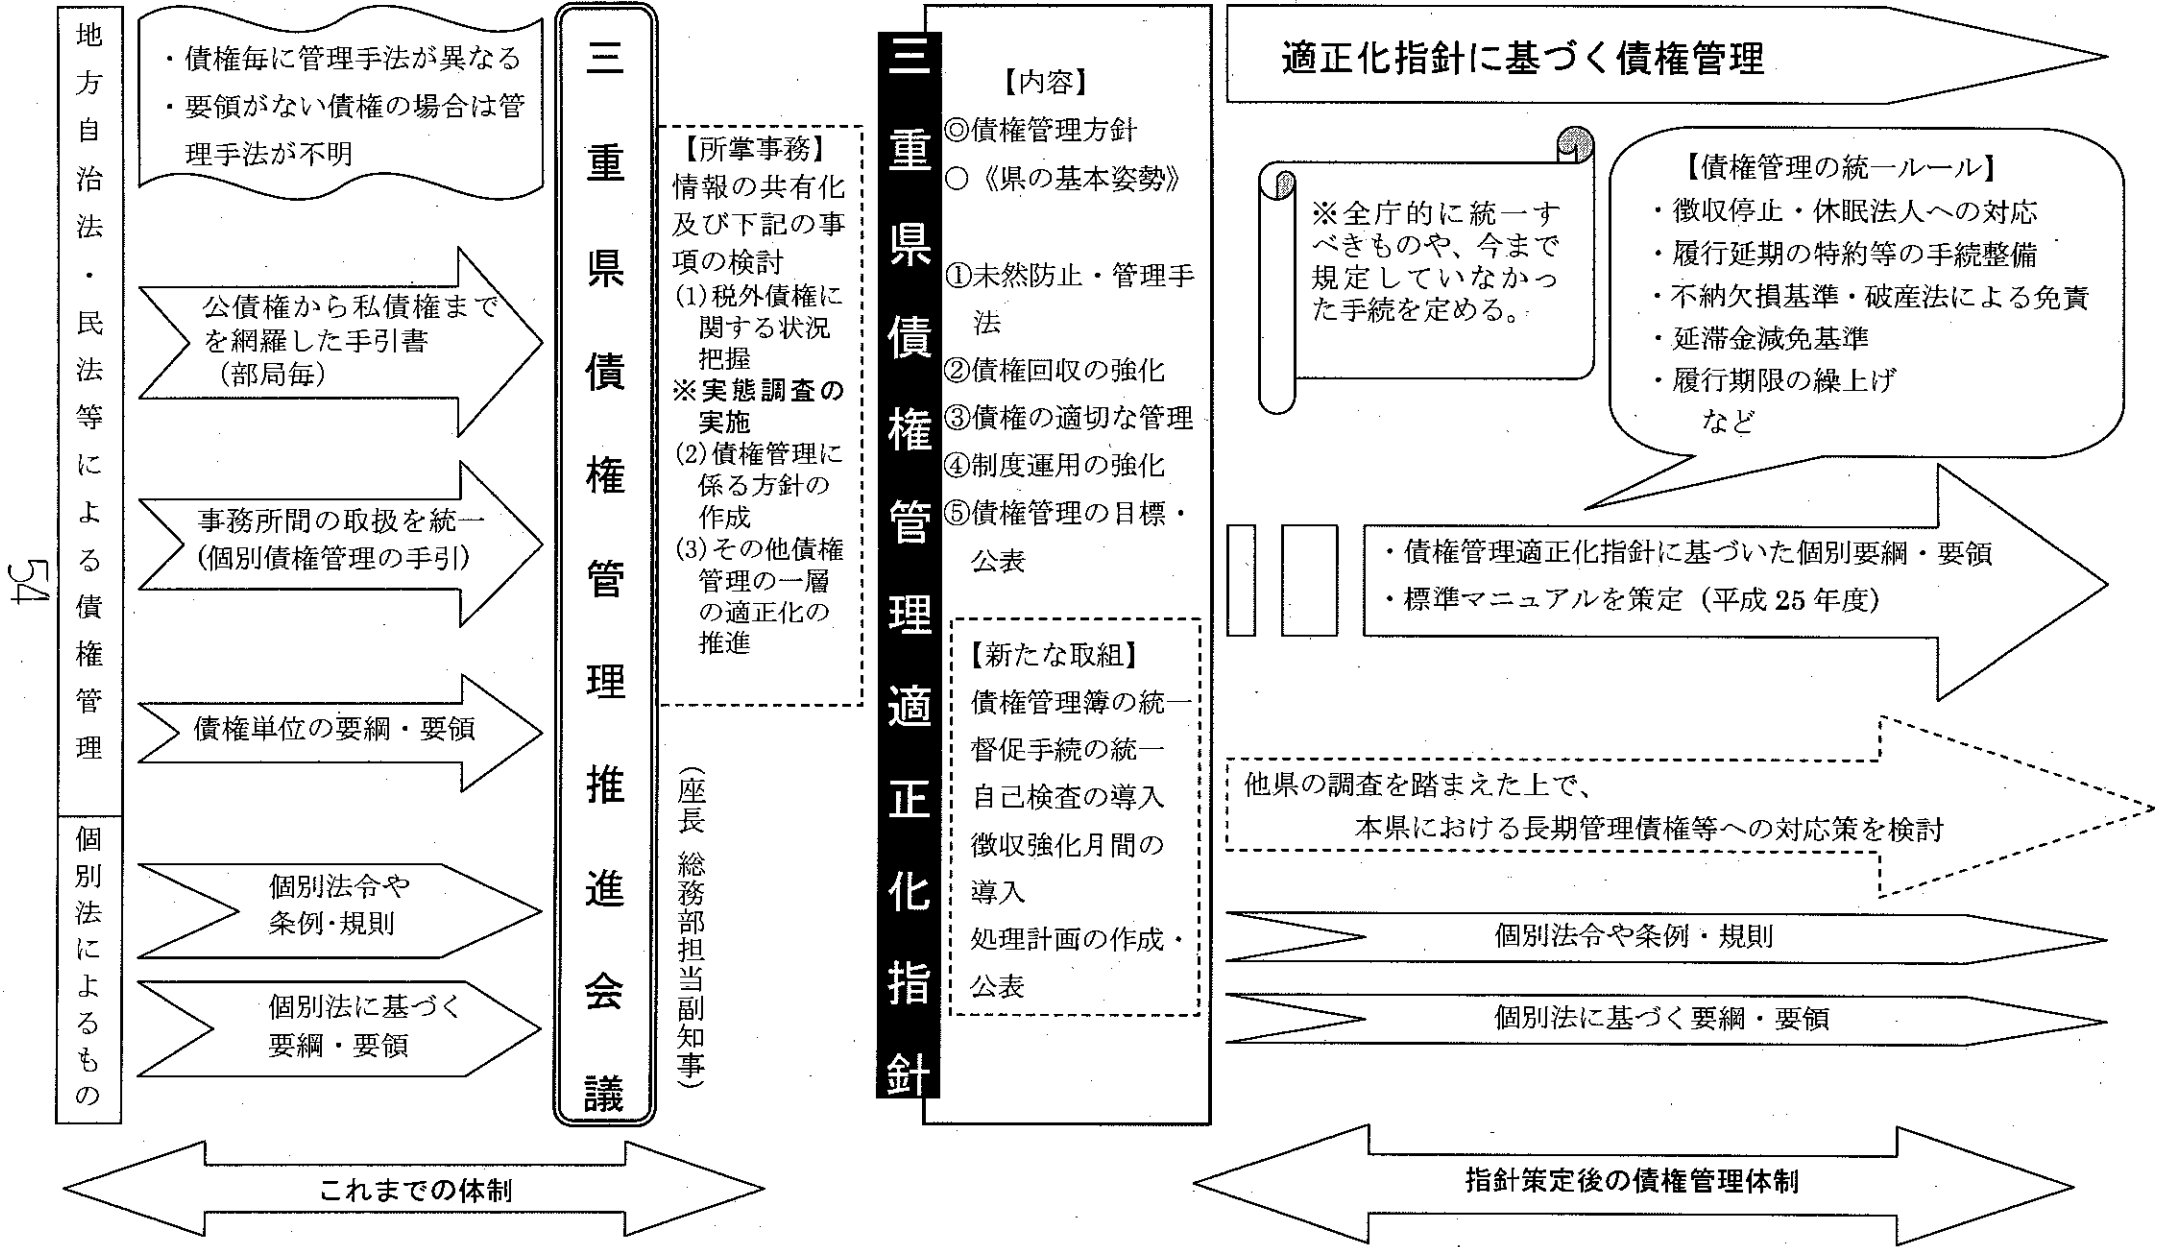 地方自治法・民法等による債権管理
個別法によるもの
・債権毎に管理手法が異なる
・要領がない債権の場合は管
理手法が不明
公債権から私債権まで
を網羅した手引書
（部局毎）
事務所間の取扱を統一
(個別債権管理の手引)
債権単位の要綱・要領
個別法令や
条例・規則
個別法に基づく
要綱・要領
三重県債権管理推進会議
【所掌事務】
情報の共有化
及び下記の事
項の検討
(1)税外債権に
関する状況
把握
※実態調査の
実施
(2)債権管理に
係る方針の
作成
(3)その他債権
管理の一層
の適正化の
推進
（座長 総務部担当副知事）
三重県債権管理適正化指針
【内容】
◎債権管理方針
○《県の基本姿勢》
①未然防止・管理手
法
②債権回収の強化
③債権の適切な管理
④制度運用の強化
⑤債権管理の目標・
公表
【新たな取組】
債権管理簿の統一
督促手続の統一
自己検査の導入
徴収強化月間の
導入
処理計画の作成・
公表
適正化指針に基づく債権管理
※全庁的に統一す
べきものや、今まで
規定していなかっ
た手続を定める。
【債権管理の統一ルール】
・徴収停止・休眠法人への対応
・履行延期の特約等の手続整備
・不納欠損基準・破産法による免責
・延滞金減免基準
・履行期限の繰上げ
など
・債権管理適正化指針に基づいた個別要綱・要領
・標準マニュアルを策定（平成 25 年度）
他県の調査を踏まえた上で、
本県における長期管理債権等への対応策を検討
個別法令や条例・規則
個別法に基づく要綱・要領
これまでの体制
指針策定後の債権管理体制
54